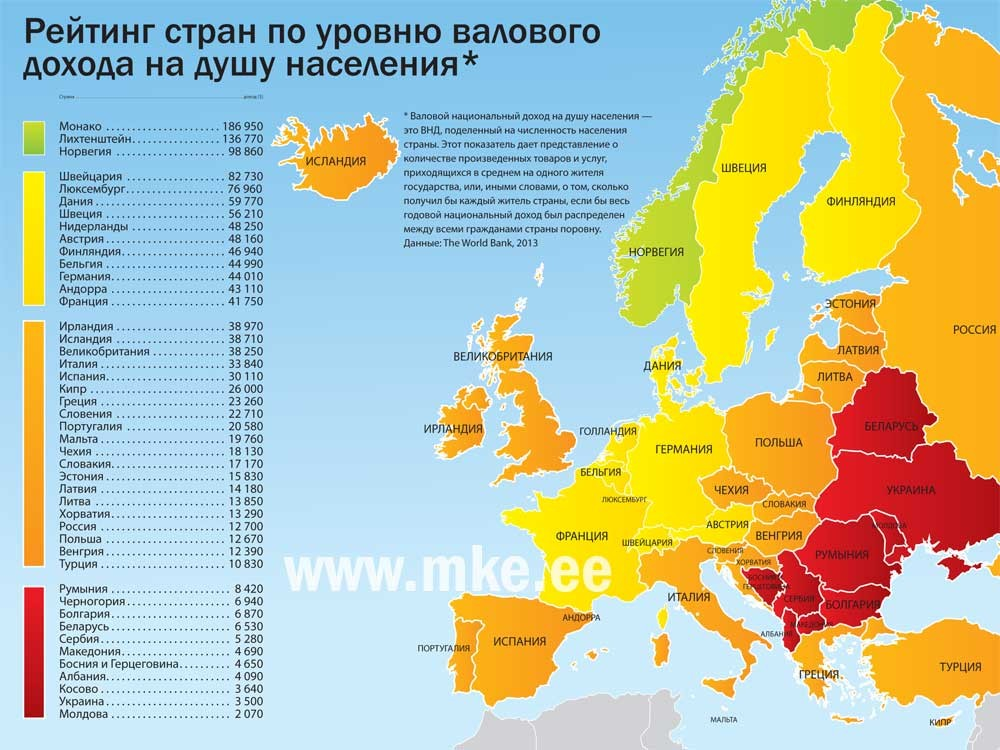 Рейтинг стран по уровню валового
дохода на душу населения*
Страна ... доход ($)
Монако ... 186 950
Лихтенштейн ... 136 770
Норвегия ... 98 860
Швейцария ... 82 730
Люксембург ... 76 960
Дания ... 59 770
Швеция ... 56 210
Нидерланды ... 48 250
Австрия ... 48 160
Финляндия ... 46 940
Бельгия ... 44 990
Германия ... 44 010
Андорра ... 43 110
Франция ... 41 750
Ирландия ... 38 970
Исландия ... 38 710
Великобритания ... 38 250
Италия ... 33 840
Испания ... 30 110
Кипр ... 26 000
Греция ... 23 260
Словения ... 22 710
Португалия ... 20 580
Мальта ... 19 760
Чехия ... 18 130
Словакия ... 17 170
Эстония ... 15 830
Латвия ... 14 180
Литва ... 13 850
Хорватия ... 13 290
Россия ... 12 700
Польша ... 12 670
Венгрия ... 12 390
Турция ... 10 830
Румыния ... 8 420
Черногория ... 6 940
Болгария ... 6 870
Беларусь ... 6 530
Сербия ... 5 280
Македония ... 4 690
Босния и Герцеговина ... 4 650
Албания ... 4 090
Косово ... 3 640
Украина ... 3 500
Молдова ... 2 070
* Валовой национальный доход на душу населения —
это ВНД, поделенный на численность населения
страны. Этот показатель дает представление о
количестве произведенных товаров и услуг,
приходящихся в среднем на одного жителя
государства, или, иными словами, о том, сколько
получил бы каждый житель страны, если бы весь
годовой национальный доход был распределен
между всеми гражданами страны поровну.
Данные: The World Bank, 2013
ИСЛАНДИЯ
ШВЕЦИЯ
ФИНЛЯНДИЯ
НОРВЕГИЯ
ЭСТОНИЯ
РОССИЯ
ЛАТВИЯ
ВЕЛИКОБРИТАНИЯ
ДАНИЯ
ЛИТВА
ИРЛАНДИЯ
ГОЛЛАНДИЯ
БЕЛАРУСЬ
ГЕРМАНИЯ
ПОЛЬША
БЕЛЬГИЯ
ЛЮКСЕМБУРГ
ЧЕХИЯ
УКРАИНА
СЛОВАКИЯ
АВСТРИЯ
МОЛДОВА
ФРАНЦИЯ
ШВЕЙЦАРИЯ
ВЕНГРИЯ
СЛОВЕНИЯ
РУМЫНИЯ
ХОРВАТИЯ
www.mke.ee
БОСНИЯ И
ГЕРЦЕГОВИНА
ИТАЛИЯ
СЕРБИЯ
БОЛГАРИЯ
АНДОРРА
МАКЕДОНИЯ
АЛБАНИЯ
ИСПАНИЯ
ПОРТУГАЛИЯ
ГРЕЦИЯ
ТУРЦИЯ
МАЛЬТА
КИПР